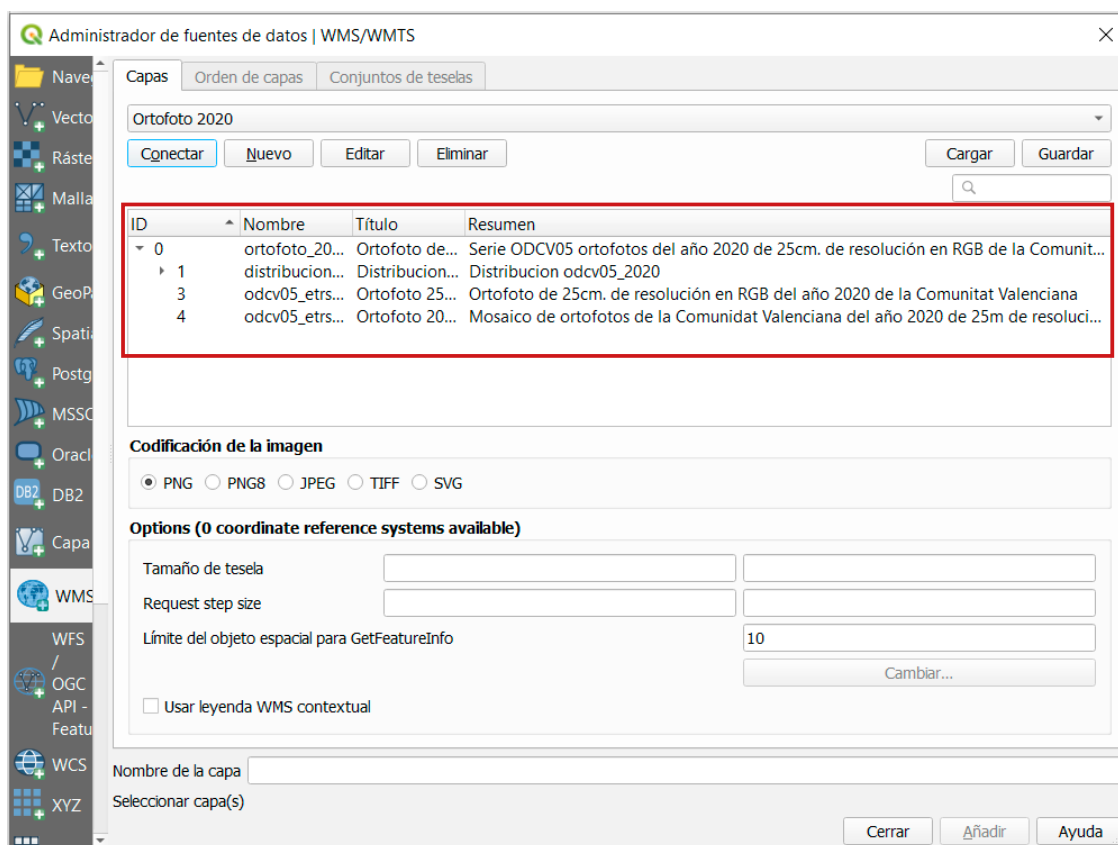 Administrador de fuentes de datos | WMS/WMTS
Nave
Vecto
Ráste
Malla
Texto
GeoPa
Spati
Postg
MSSQ
Oracl
DB2
DB2
Capa
WMS
WFS
/
OGC
API -
Featu
WCS
XYZ
Capas Orden de capas Conjuntos de teselas
Ortofoto 2020
Conectar Nuevo Editar Eliminar Cargar Guardar
ID Nombre Título Resumen
0 ortofoto_20... Ortofoto de... Serie ODCV05 ortofotos del año 2020 de 25cm. de resolución en RGB de la Comunit...
1 distribucion... Distribucion... Distribucion odcv05_2020
3 odcv05_etrs... Ortofoto 25... Ortofoto de 25cm. de resolución en RGB del año 2020 de la Comunitat Valenciana
4 odcv05_etrs... Ortofoto 20... Mosaico de ortofotos de la Comunidat Valenciana del año 2020 de 25m de resoluci...
Codificación de la imagen
PNG PNG8 JPEG TIFF SVG
Options (0 coordinate reference systems available)
Tamaño de tesela
Request step size
Límite del objeto espacial para GetFeatureInfo 10
Cambiar...
Usar leyenda WMS contextual
Nombre de la capa
Seleccionar capa(s)
Cerrar Añadir Ayuda